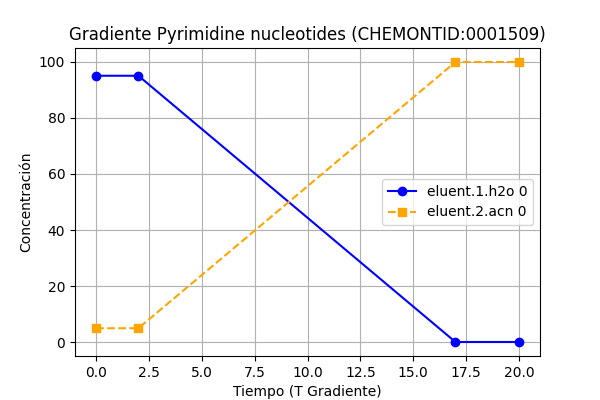 Gradiente Pyrimidine nucleotides (CHEMONTID:0001509)
100
80
60
40
20
0
Concentración
eluent.1.h2o 0
eluent.2.acn 0
0.0 2.5 5.0 7.5 10.0 12.5 15.0 17.5 20.0
Tiempo (T Gradiente)